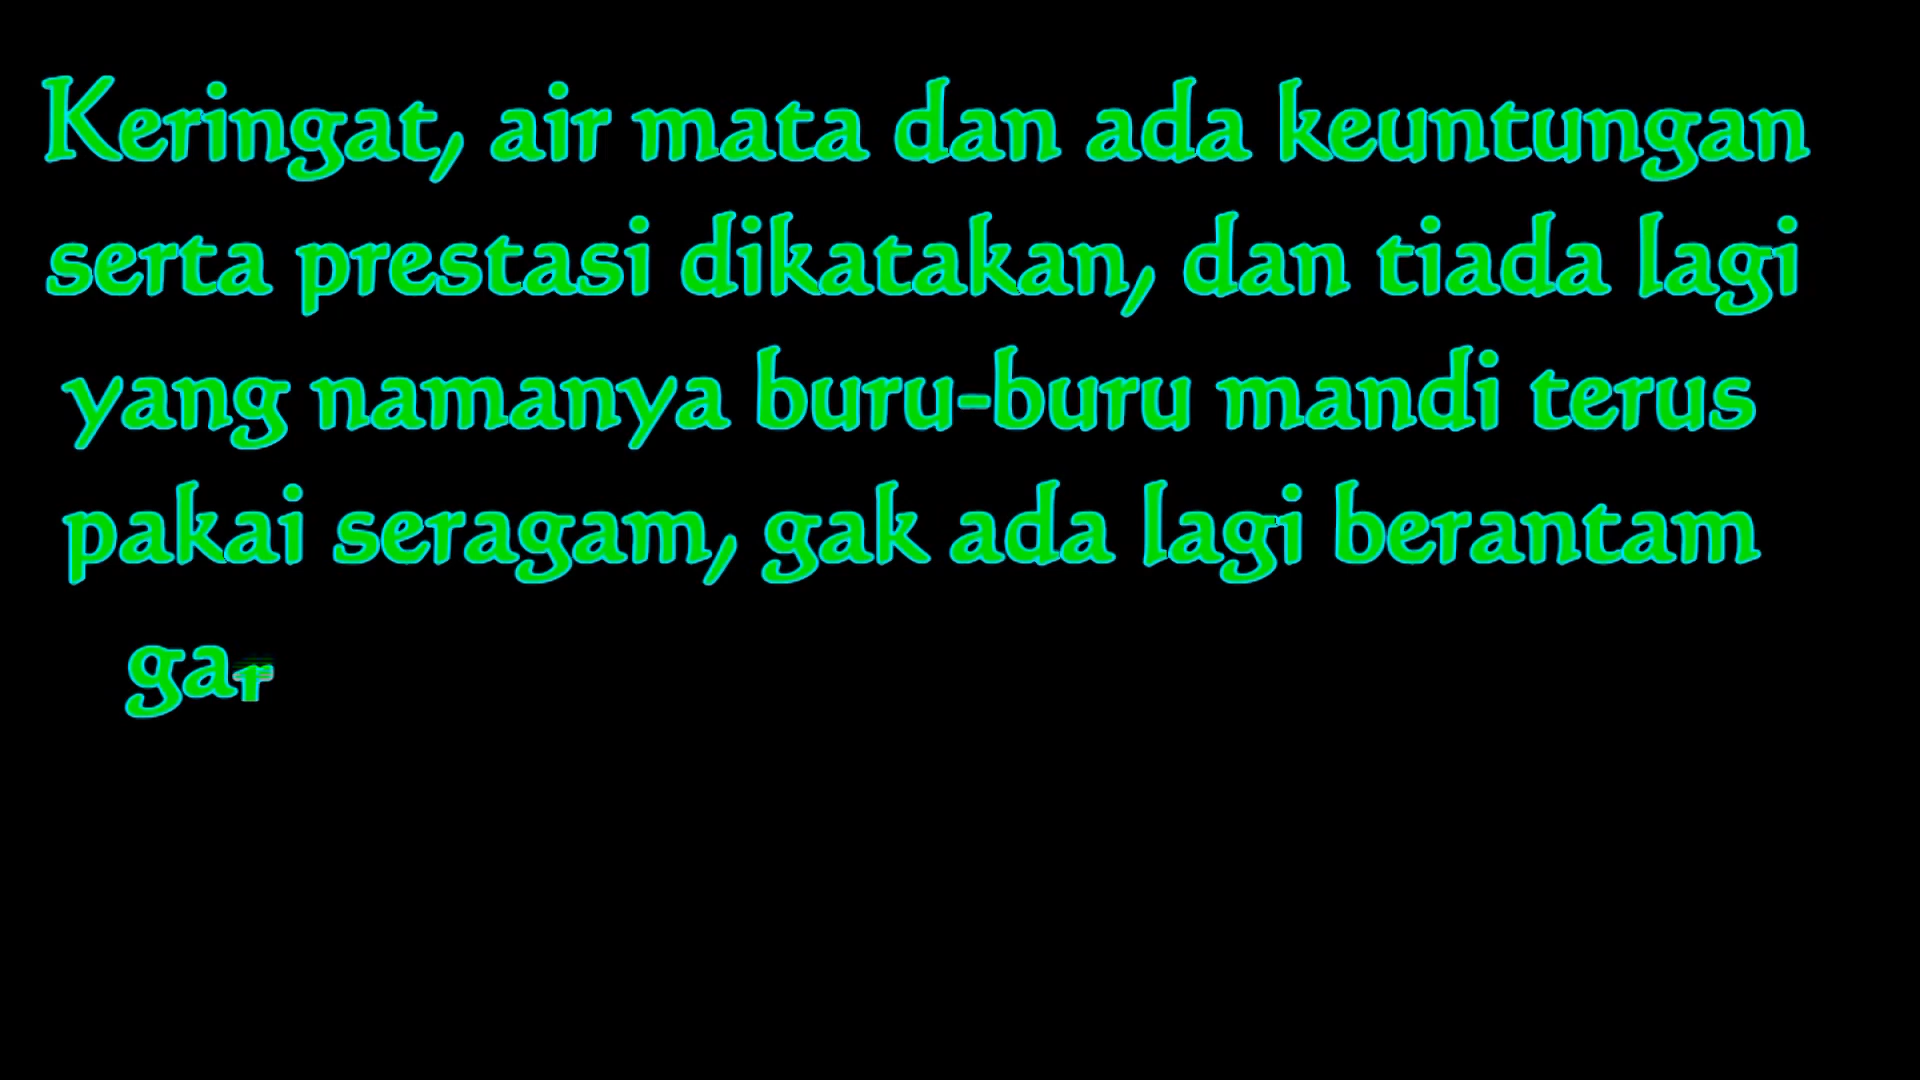 Keringat, air mata dan ada keuntungan
serta prestasi dikatakan, dan tiada lagi
yang namanya buru-buru mandi terus
pakai seragam, gak ada lagi berantam
gar